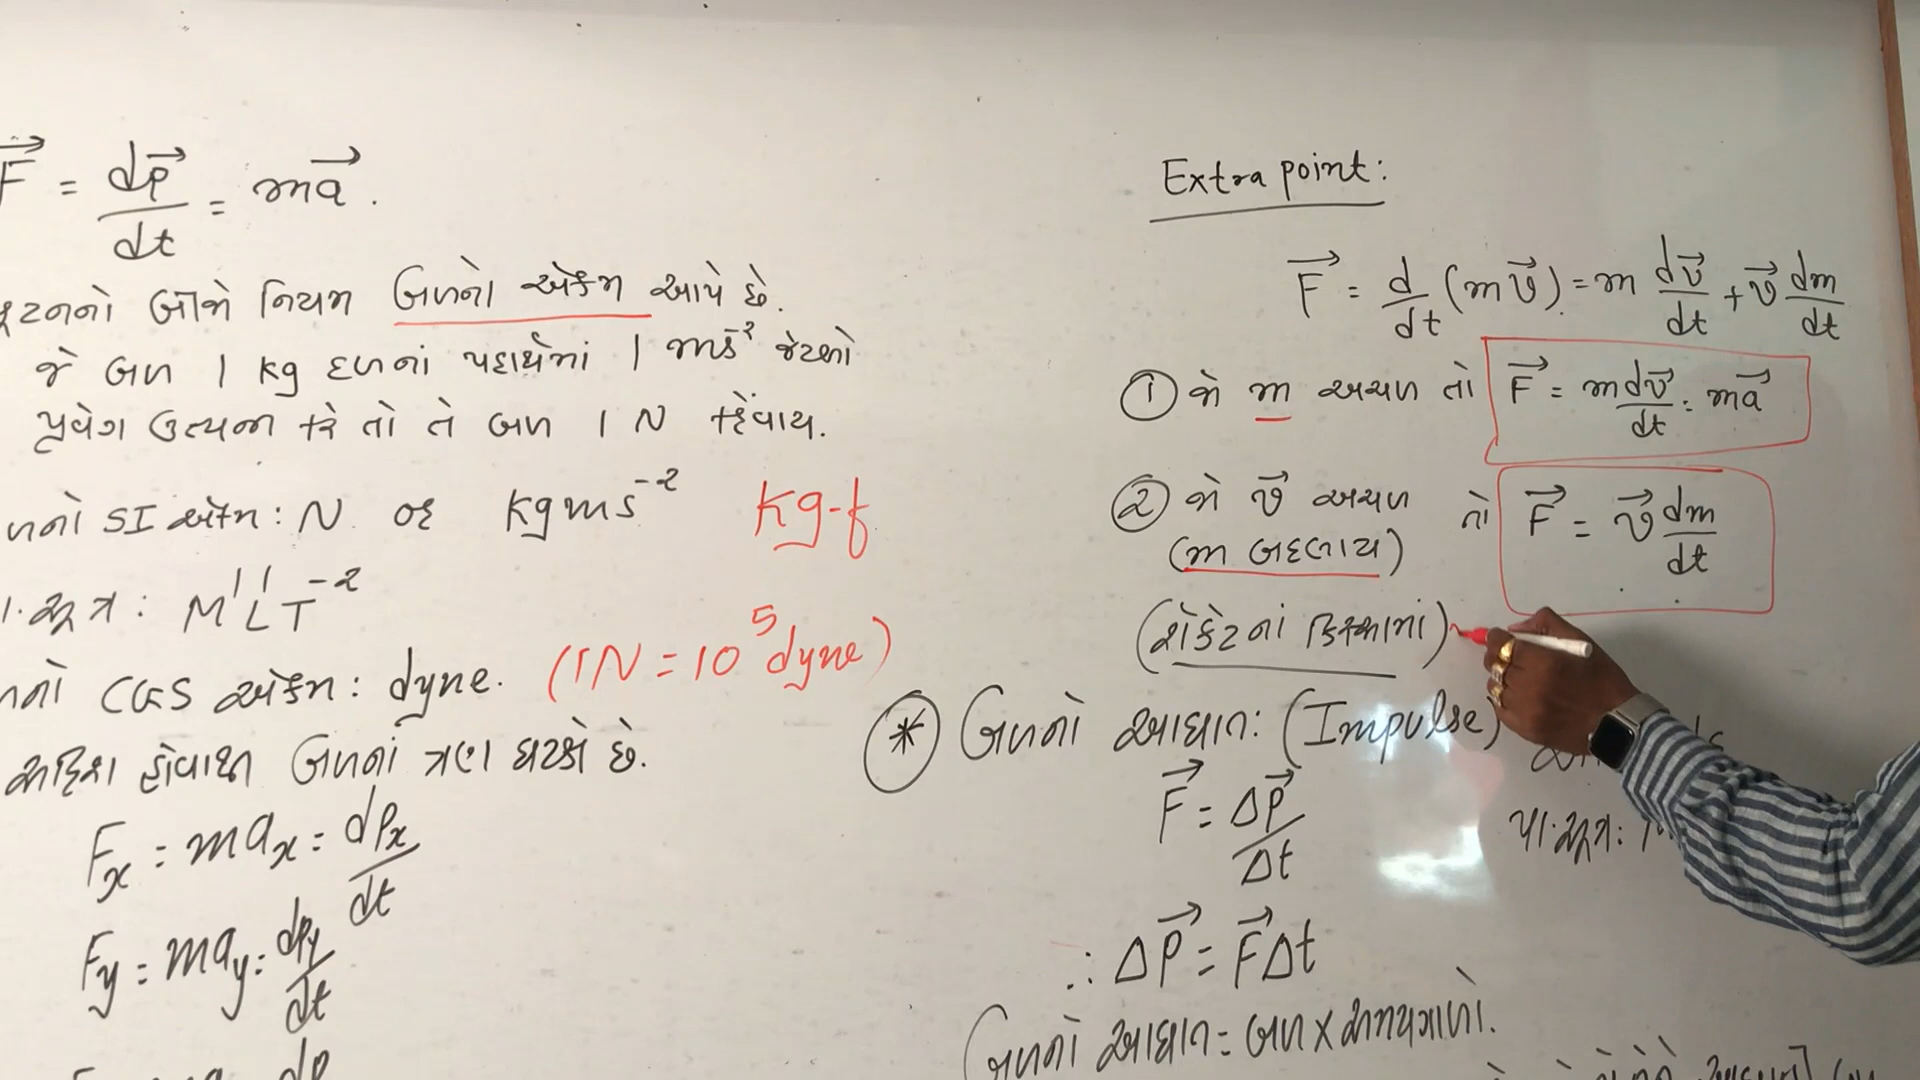 F⃗ = dp⃗/dt = ma⃗.
બીજો નિયમ બળનો એકમ આપે છે.
જે બળ 1 kg દળનાં પદાર્થમાં 1 ms⁻² જેટલો
પ્રવેગ ઉત્પન્ન કરે તો તે બળ 1 N કહેવાય.
SI એકમ: N or kgms⁻² kg-f
M¹L¹T⁻²
CGS એકમ: dyne. (1N = 10⁵ dyne)
સદિશ હોવાથી બળનાં ત્રણ ઘટકો છે.
Fx = max = dpx/dt
Fy = may = dpy/dt
Extra point:
F⃗ = d/dt (mv⃗) = m dv⃗/dt + v⃗ dm/dt
① જો m અચળ તો F⃗ = m dv⃗/dt = ma⃗
② જો v⃗ અચળ તો F⃗ = v⃗ dm/dt
(m બદલાય)
(રોકેટનાં કિસ્સામાં)
* બળનો આઘાત: (Impulse)
F⃗ = Δp⃗/Δt
∴ Δp⃗ = F⃗Δt
પા.સૂત્ર:
બળનો આઘાત = બળ × સમયગાળો.